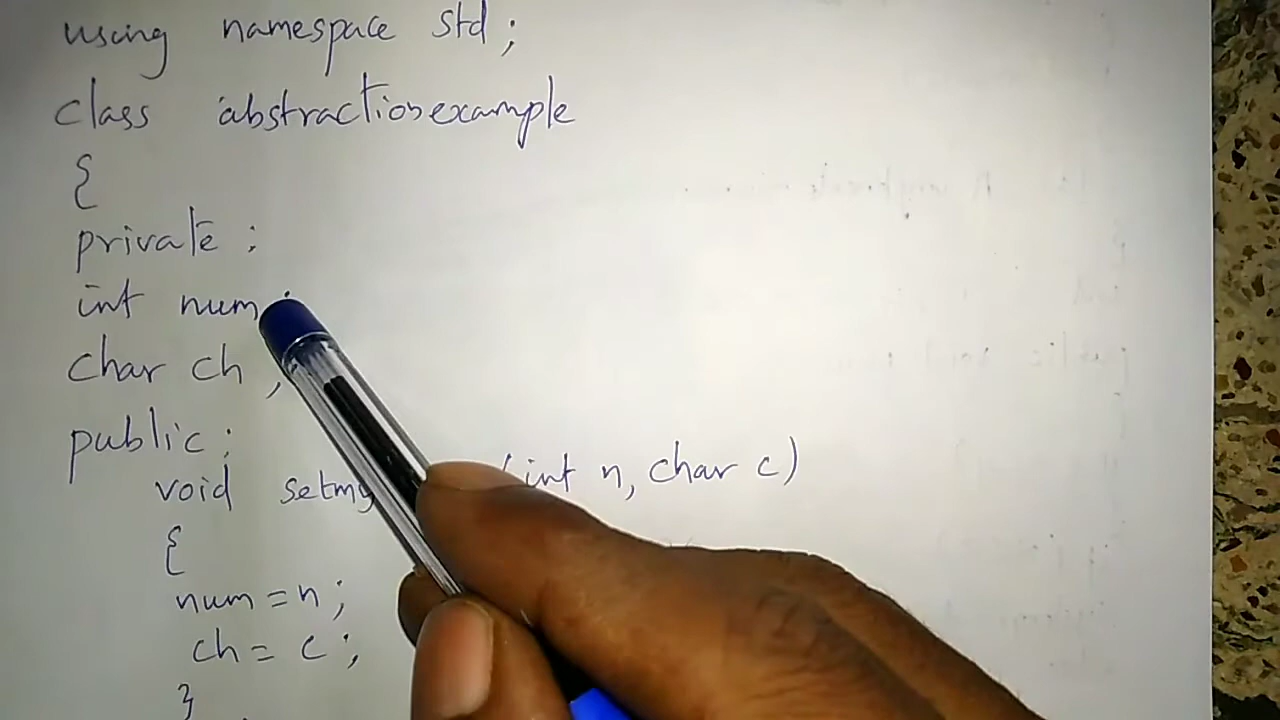 using namespace std;
class abstractionexample
{
private:
int num;
char ch;
public:
void setmy (int n, char c)
{
num=n;
ch= c;
}